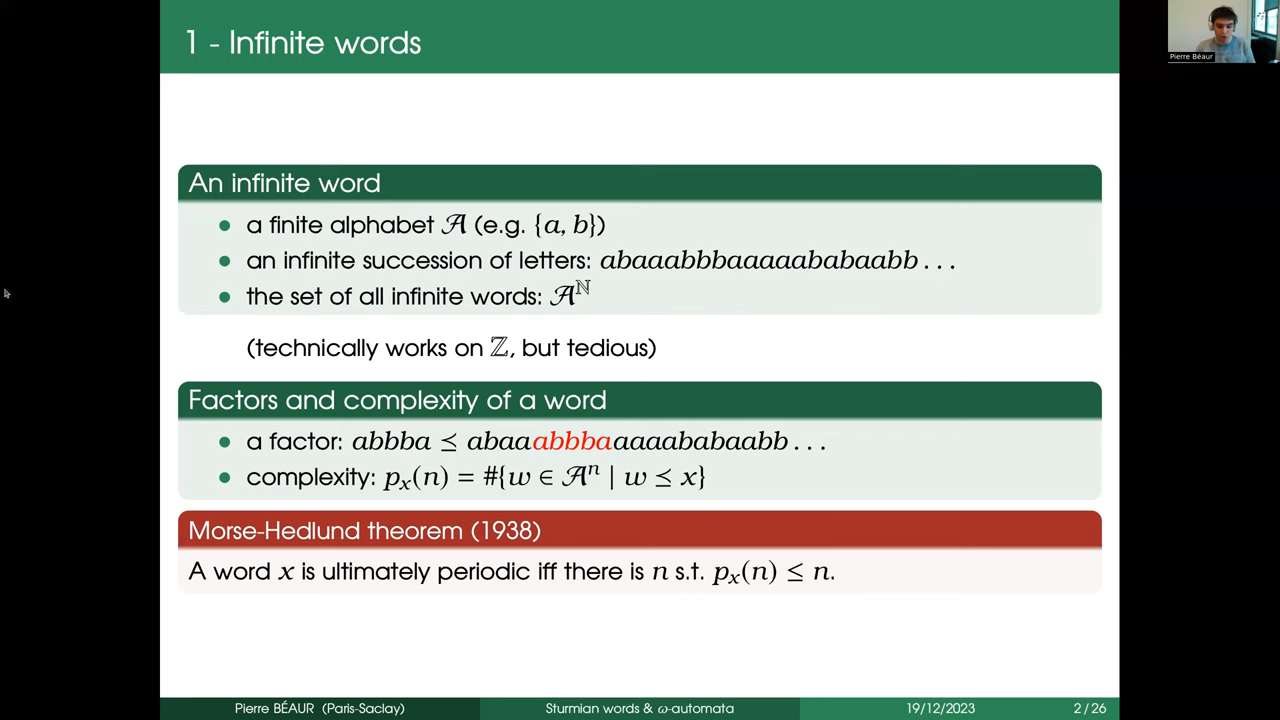 1 - Infinite words
Pierre Béaur
An infinite word
• a finite alphabet 𝒜 (e.g. {a, b})
• an infinite succession of letters: abaaabbbaaaaababaabb . . .
• the set of all infinite words: 𝒜^ℕ
(technically works on ℤ, but tedious)
Factors and complexity of a word
• a factor: abbba ⪯ abaaabbbaaaaababaabb . . .
• complexity: pₓ(n) = #{w ∈ 𝒜ⁿ | w ⪯ x}
Morse-Hedlund theorem (1938)
A word x is ultimately periodic iff there is n s.t. pₓ(n) ≤ n.
Pierre BÉAUR (Paris-Saclay) Sturmian words & ω-automata 19/12/2023 2 / 26